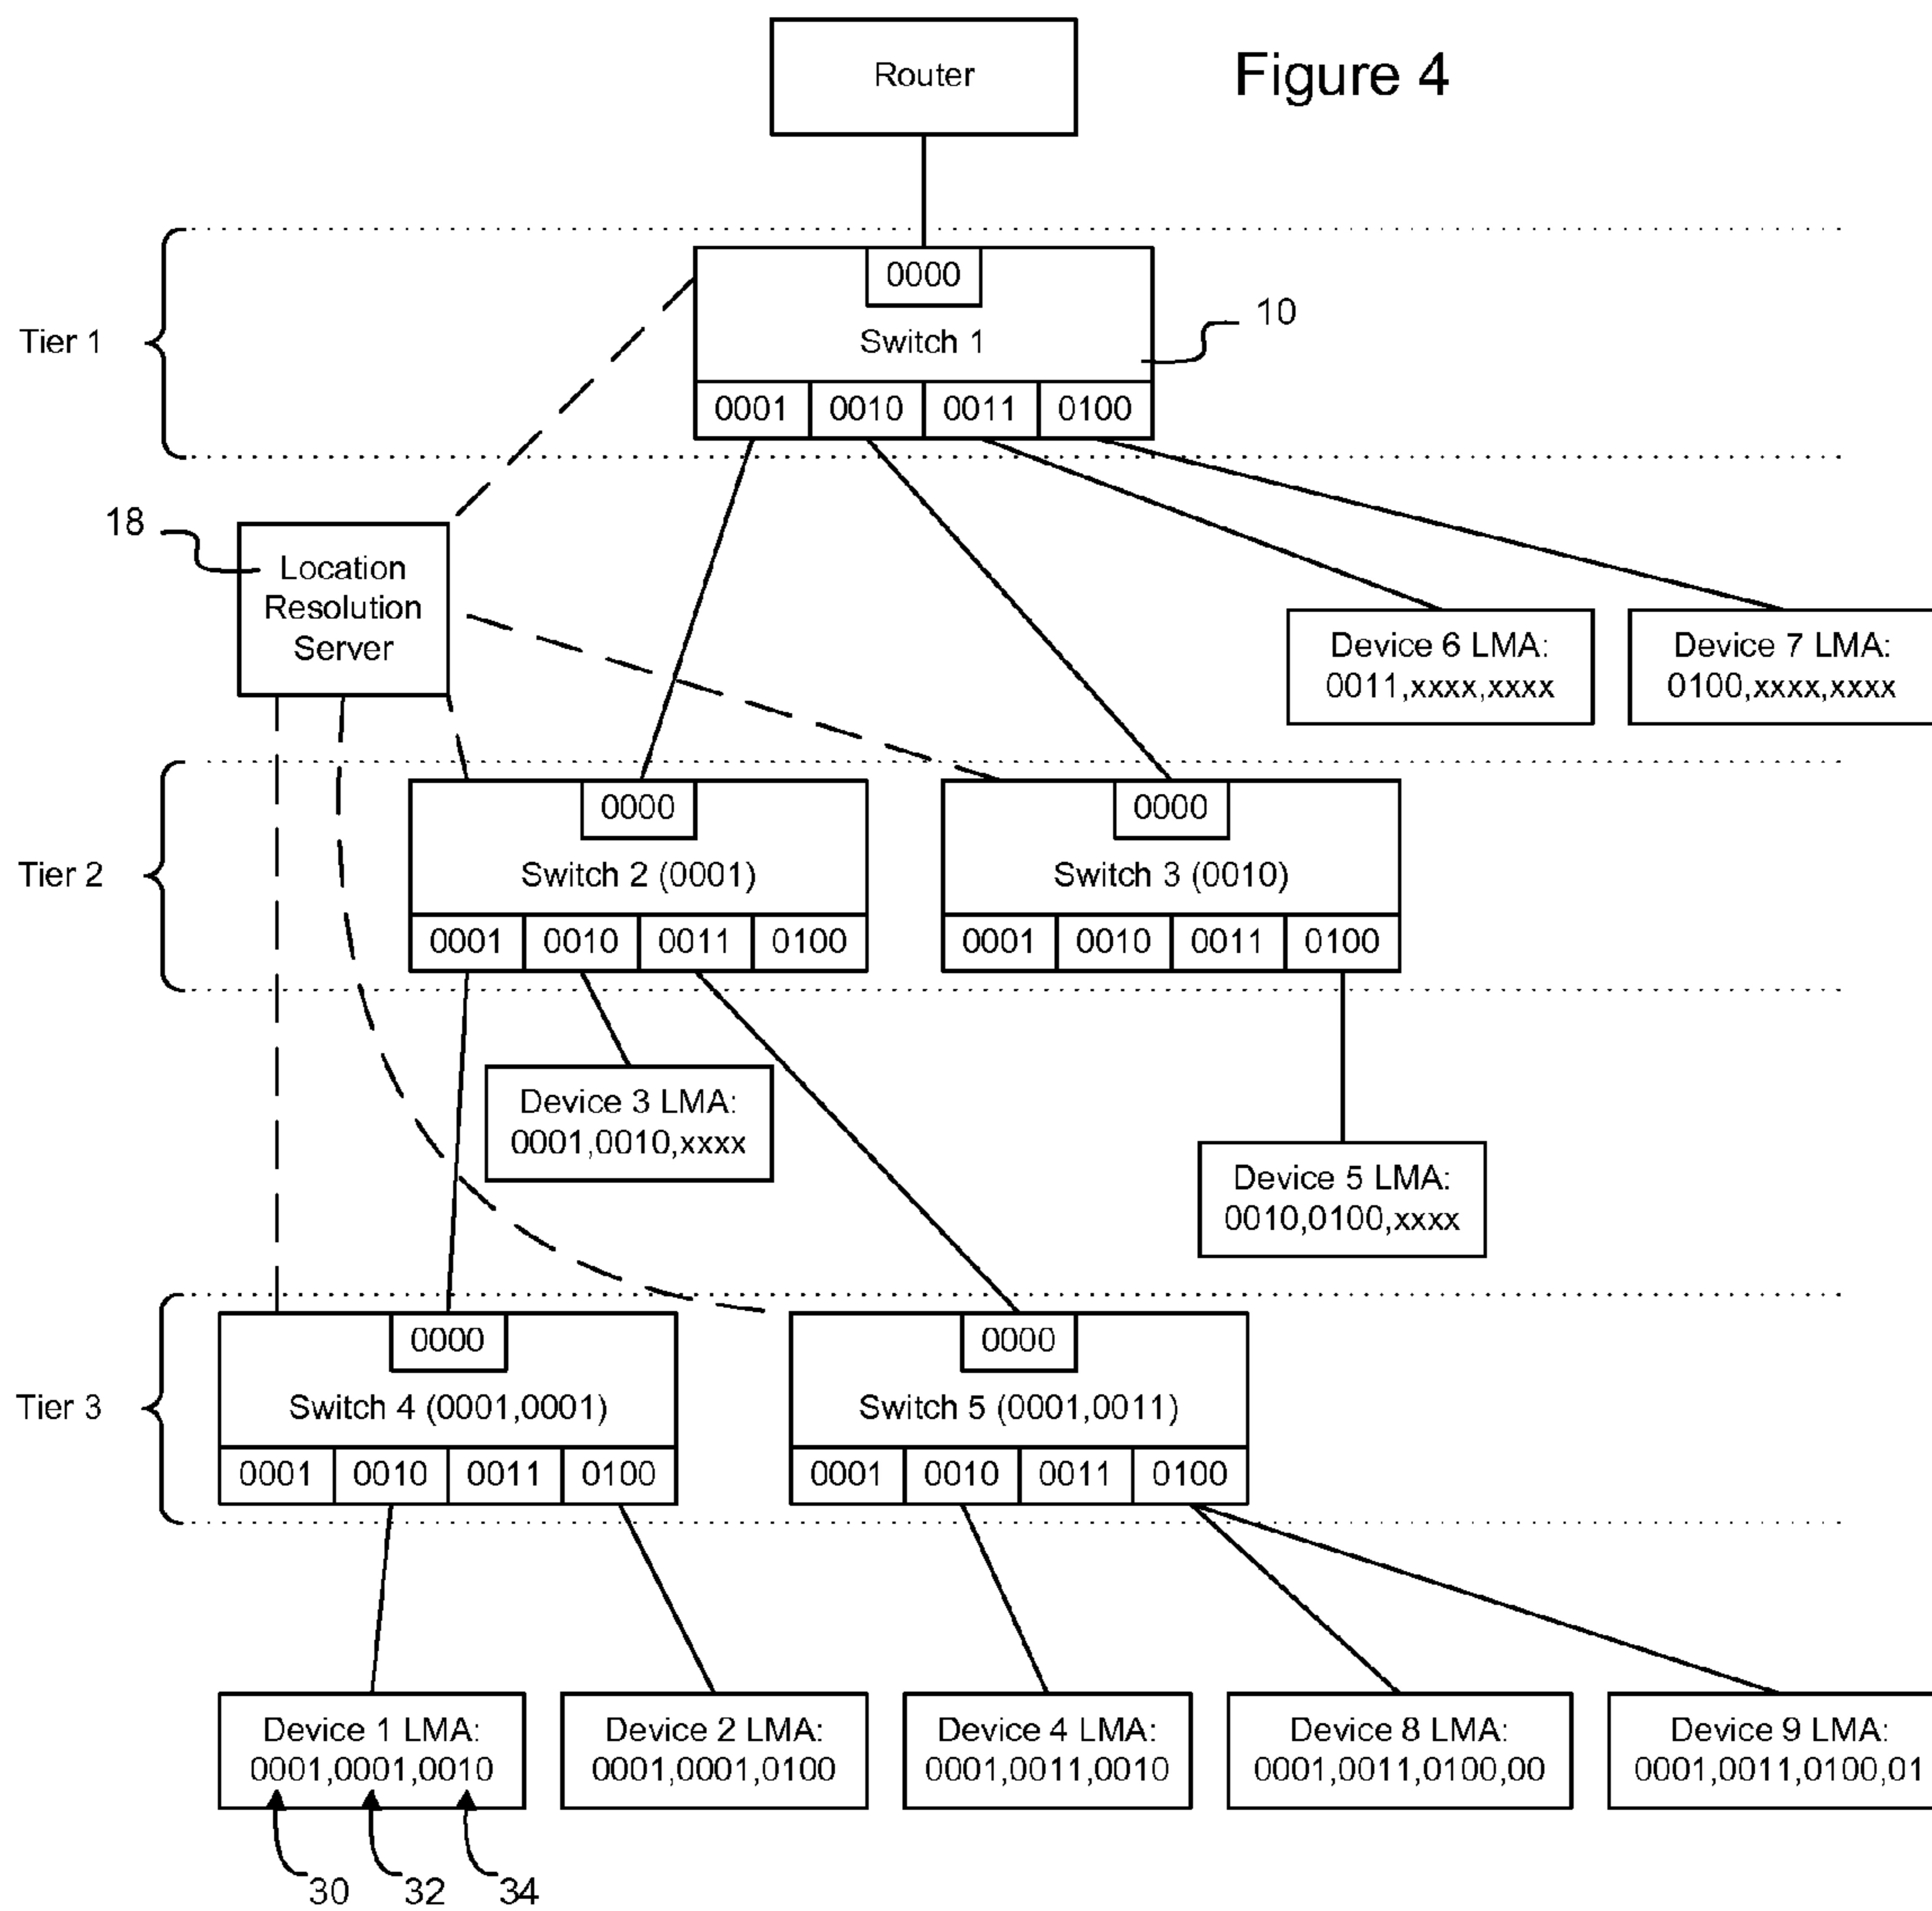 Router
Figure 4
0000
Tier 1
Switch 1
10
0001 0010 0011 0100
18
Location
Resolution
Server
Device 6 LMA:
0011,xxxx,xxxx
Device 7 LMA:
0100,xxxx,xxxx
Tier 2
0000
Switch 2 (0001)
0001 0010 0011 0100
0000
Switch 3 (0010)
0001 0010 0011 0100
Device 3 LMA:
0001,0010,xxxx
Device 5 LMA:
0010,0100,xxxx
Tier 3
0000
Switch 4 (0001,0001)
0001 0010 0011 0100
0000
Switch 5 (0001,0011)
0001 0010 0011 0100
Device 1 LMA:
0001,0001,0010
Device 2 LMA:
0001,0001,0100
Device 4 LMA:
0001,0011,0010
Device 8 LMA:
0001,0011,0100,00
Device 9 LMA:
0001,0011,0100,01
30 32 34